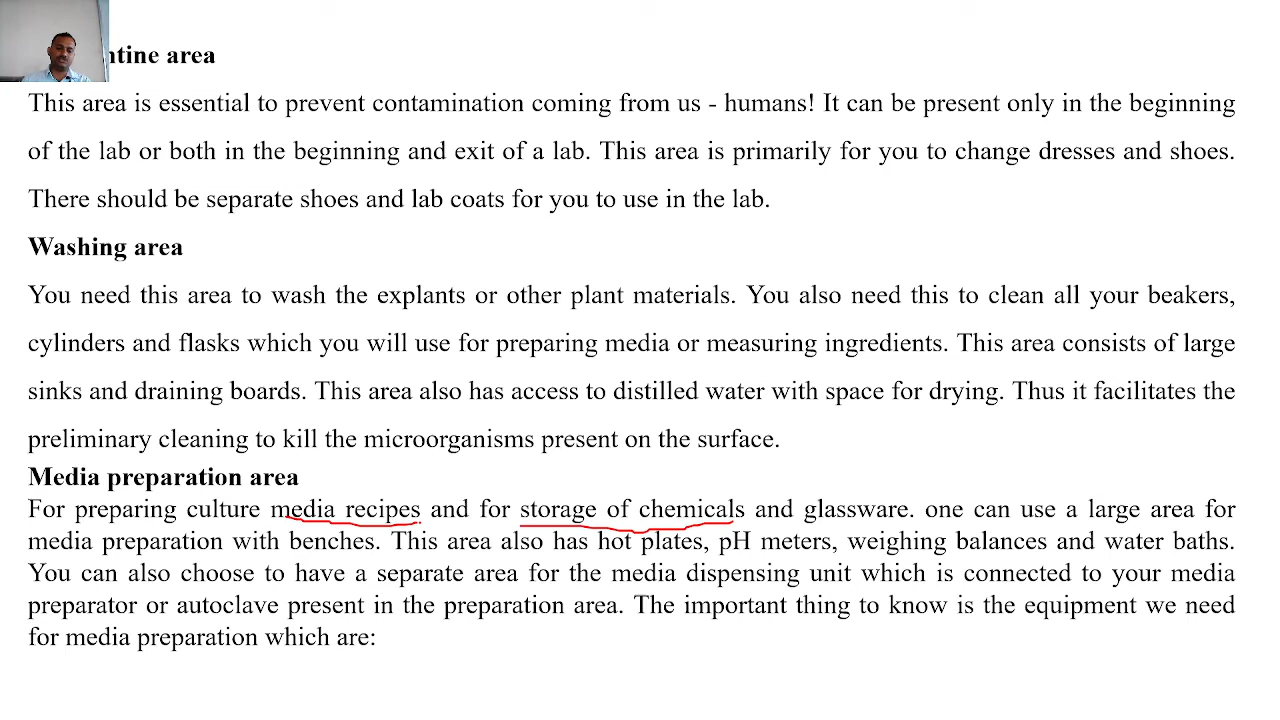 area
This area is essential to prevent contamination coming from us - humans! It can be present only in the beginning
of the lab or both in the beginning and exit of a lab. This area is primarily for you to change dresses and shoes.
There should be separate shoes and lab coats for you to use in the lab.
Washing area
You need this area to wash the explants or other plant materials. You also need this to clean all your beakers,
cylinders and flasks which you will use for preparing media or measuring ingredients. This area consists of large
sinks and draining boards. This area also has access to distilled water with space for drying. Thus it facilitates the
preliminary cleaning to kill the microorganisms present on the surface.
Media preparation area
For preparing culture media recipes and for storage of chemicals and glassware. one can use a large area for
media preparation with benches. This area also has hot plates, pH meters, weighing balances and water baths.
You can also choose to have a separate area for the media dispensing unit which is connected to your media
preparator or autoclave present in the preparation area. The important thing to know is the equipment we need
for media preparation which are: